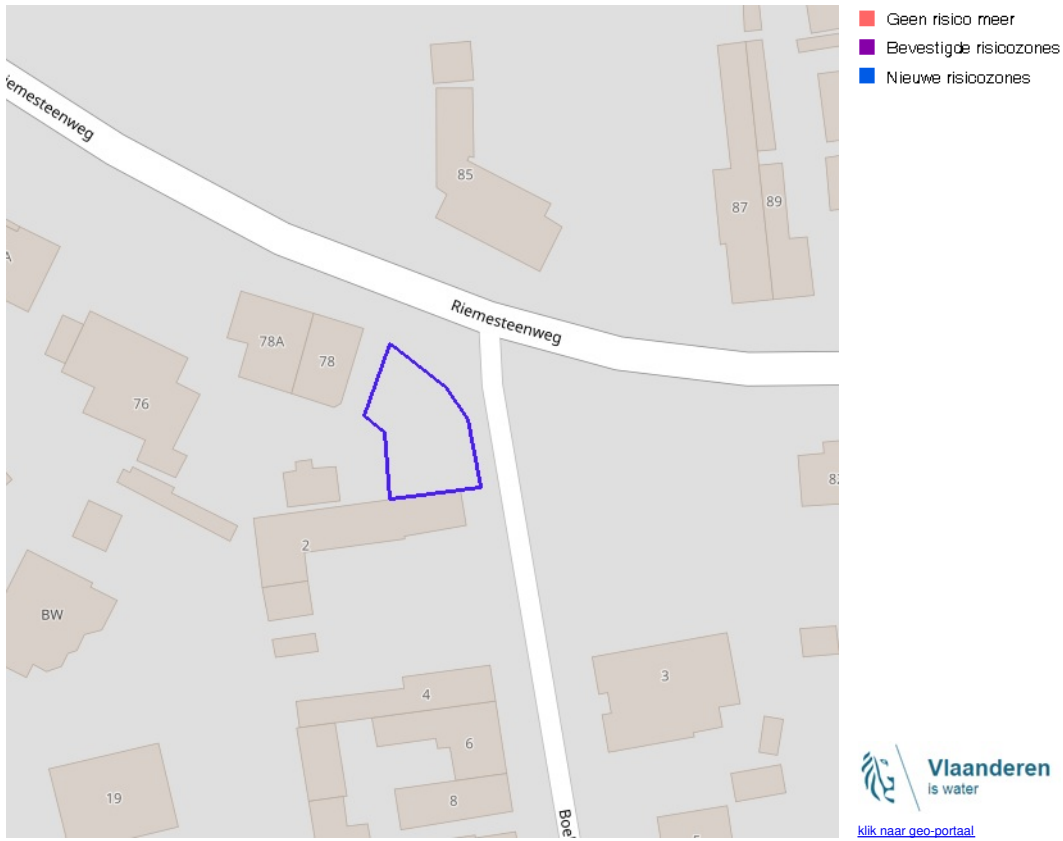 Geen risico meer
Bevestigde risicozones
Nieuwe risicozones
Riemesteenweg
85
87
89
Riemesteenweg
78A
78
76
2
BW
3
4
6
19
8
Vlaanderen
is water
klik naar geo-portaal